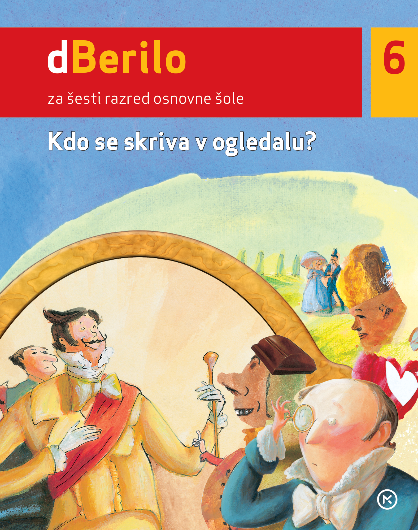 dBerilo
6
za šesti razred osnovne šole
Kdo se skriva v ogledalu?